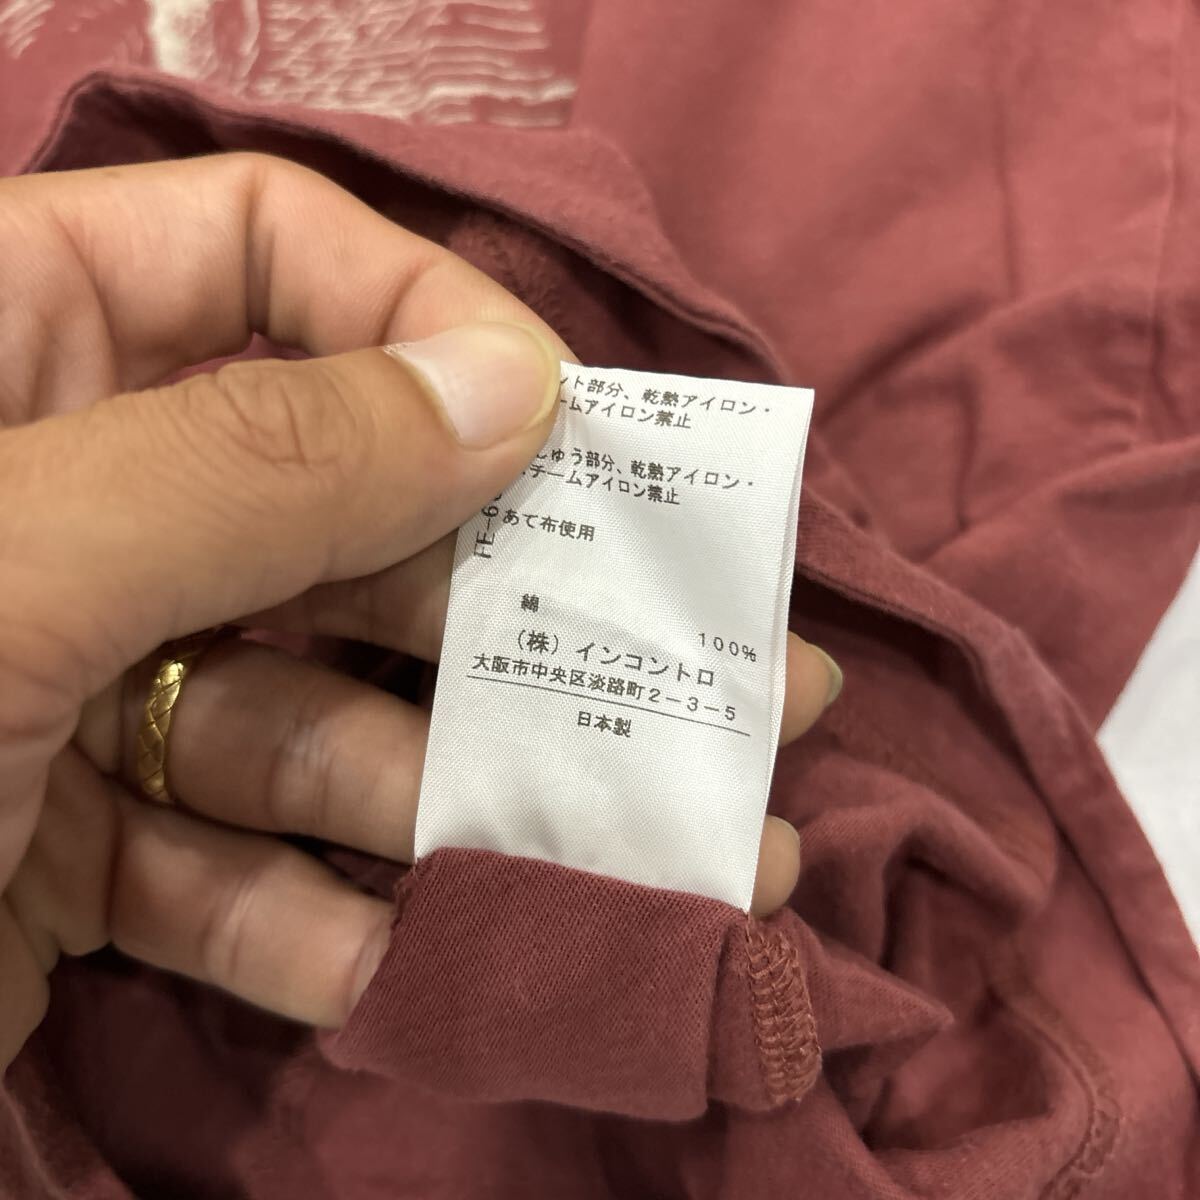 ント部分、乾熱アイロン・
ームアイロン禁止
しゅう部分、乾熱アイロン・
チームアイロン禁止
あて布使用
綿 100%
(株)インコントロ
大阪市中央区淡路町2-3-5
日本製